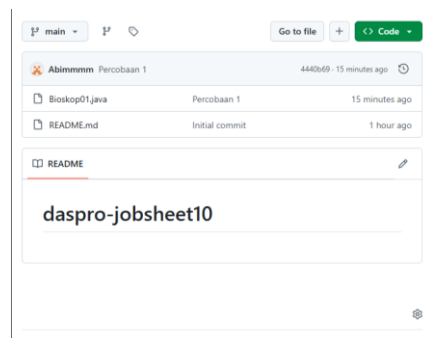 main
Go to file
<> Code
Abimmmm Percobaan 1 4440b69 · 15 minutes ago
Bioskop01.java Percobaan 1 15 minutes ago
README.md Initial commit 1 hour ago
README
daspro-jobsheet10